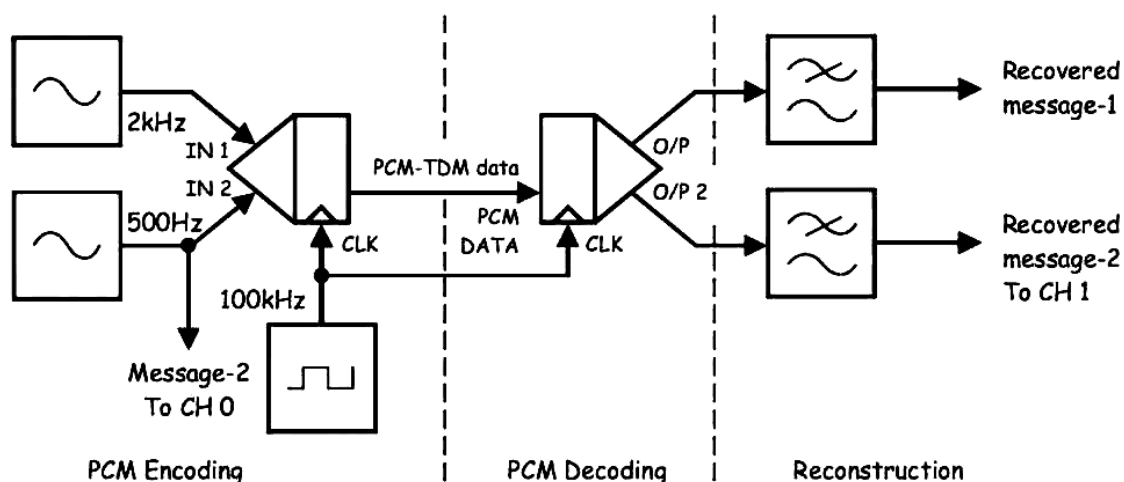 2kHz
IN 1
IN 2
500Hz
CLK
100kHz
Message-2
To CH 0
PCM-TDM data
PCM
DATA
CLK
O/P
O/P 2
Recovered
message-1
Recovered
message-2
To CH 1
PCM Encoding
PCM Decoding
Reconstruction